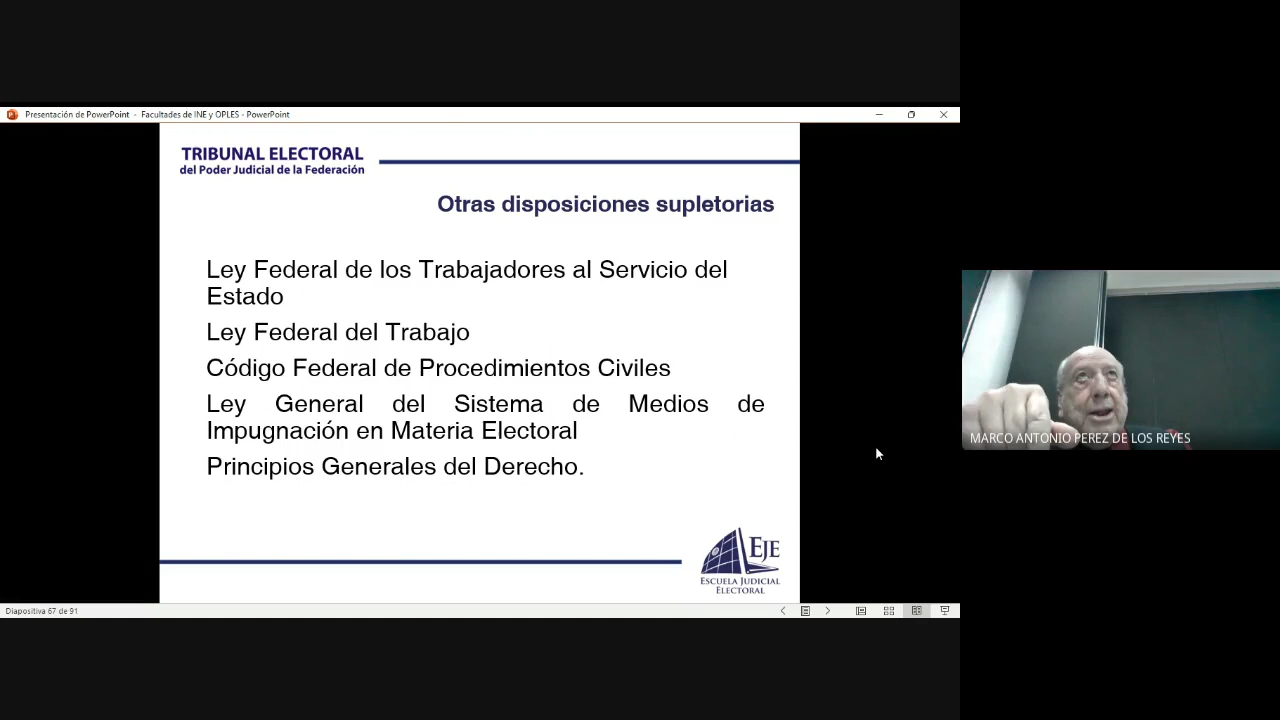 Presentación de PowerPoint - Facultades de INE y OPLES - PowerPoint
TRIBUNAL ELECTORAL
del Poder Judicial de la Federación
Otras disposiciones supletorias
Ley Federal de los Trabajadores al Servicio del
Estado
Ley Federal del Trabajo
Código Federal de Procedimientos Civiles
Ley General del Sistema de Medios de
Impugnación en Materia Electoral
Principios Generales del Derecho.
EJE
ESCUELA JUDICIAL
ELECTORAL
Diapositiva 67 de 91
MARCO ANTONIO PEREZ DE LOS REYES